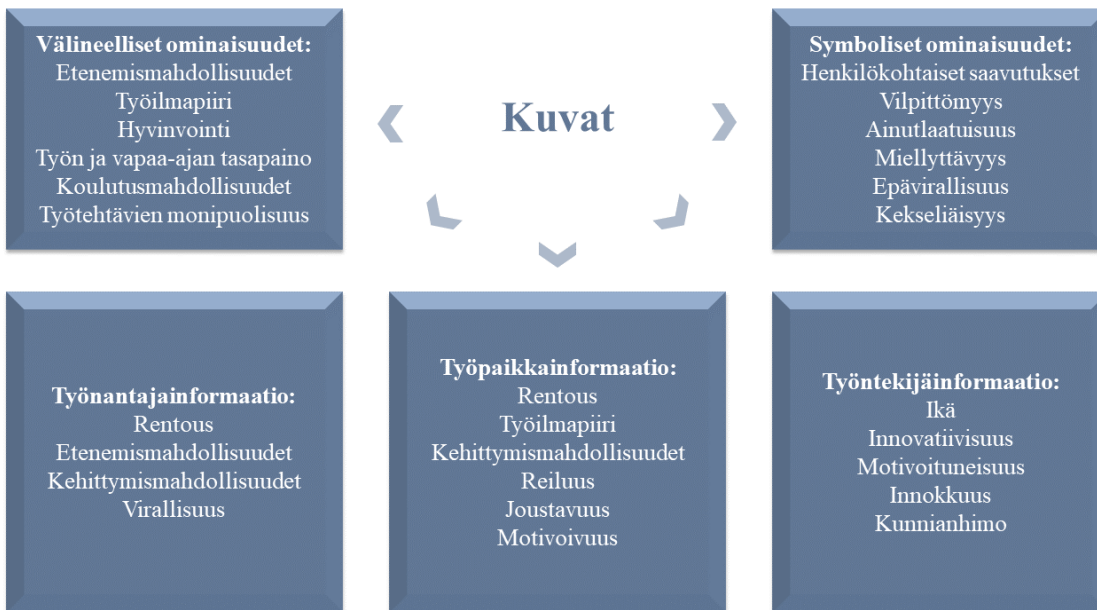 Välineelliset ominaisuudet:
Etenemismahdollisuudet
Työilmapiiri
Hyvinvointi
Työn ja vapaa-ajan tasapaino
Koulutusmahdollisuudet
Työtehtävien monipuolisuus
Kuvat
Symboliset ominaisuudet:
Henkilökohtaiset saavutukset
Vilpittömyys
Ainutlaatuisuus
Miellyttävyys
Epävirallisuus
Kekseliäisyys
Työnantajainformaatio:
Rentous
Etenemismahdollisuudet
Kehittymismahdollisuudet
Virallisuus
Työpaikkainformaatio:
Rentous
Työilmapiiri
Kehittymismahdollisuudet
Reiluus
Joustavuus
Motivoivuus
Työntekijäinformaatio:
Ikä
Innovatiivisuus
Motivoituneisuus
Innokkuus
Kunnianhimo